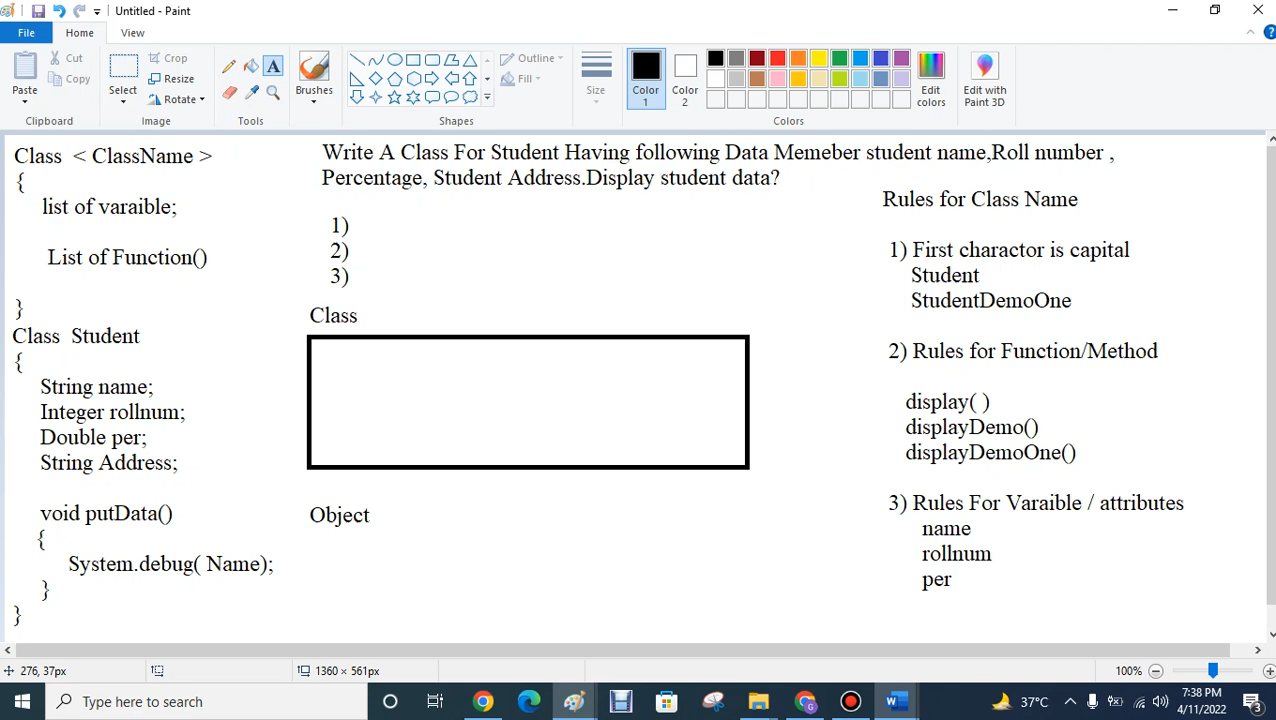 Untitled - Paint
File
Home
View
Paste
Cut
Copy
Clipboard
Select
Crop
Resize
Rotate
Image
Tools
Brushes
Shapes
Outline
Fill
Size
Color
1
Color
2
Colors
Edit
colors
Edit with
Paint 3D
Class < ClassName >
{
list of varaible;
List of Function()
}
Class Student
{
String name;
Integer rollnum;
Double per;
String Address;
void putData()
{
System.debug( Name);
}
}
Write A Class For Student Having following Data Memeber student name,Roll number ,
Percentage, Student Address.Display student data?
1)
2)
3)
Class
Object
Rules for Class Name
1) First charactor is capital
Student
StudentDemoOne
2) Rules for Function/Method
display( )
displayDemo()
displayDemoOne()
3) Rules For Varaible / attributes
name
rollnum
per
276, 37px
1360 × 561px
100%
Type here to search
37°C
7:38 PM
4/11/2022
3